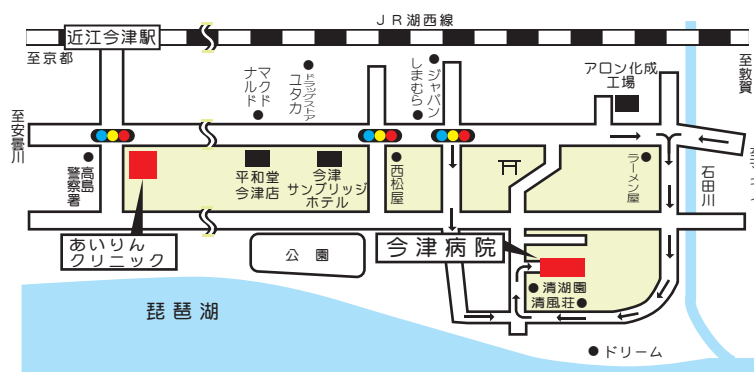 JR湖西線
近江今津駅
至京都
至敦賀
アロン化成
工場
マクド
ナルド
ドラッグストア
ユタカ
ジャパン
しまむら
至安曇川
高島
警察署
平和堂
今津店
今津
サンブリッジ
ホテル
西松屋
ラーメン屋
石田川
あいりん
クリニック
公園
今津病院
清湖園
清風荘
琵琶湖
ドリーム